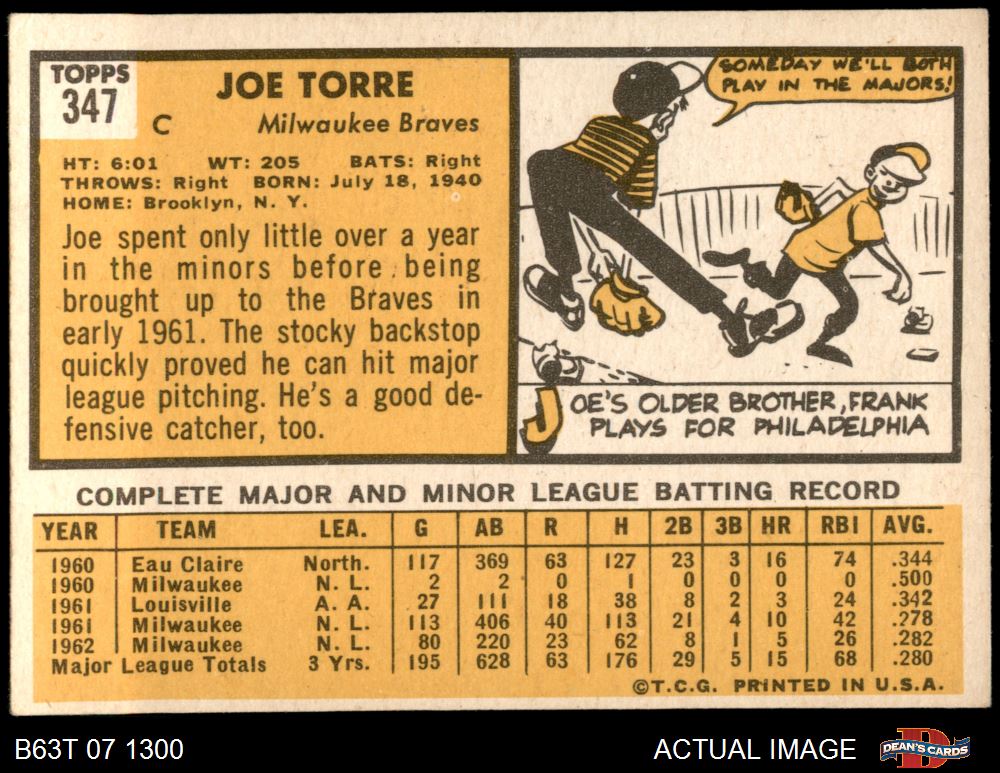 TOPPS
347
JOE TORRE
C Milwaukee Braves
HT: 6:01 WT: 205 BATS: Right
THROWS: Right BORN: July 18, 1940
HOME: Brooklyn, N. Y.
Joe spent only little over a year
in the minors before being
brought up to the Braves in
early 1961. The stocky backstop
quickly proved he can hit major
league pitching. He's a good de-
fensive catcher, too.
SOMEDAY WE'LL BOTH
PLAY IN THE MAJORS!
JOE'S OLDER BROTHER, FRANK
PLAYS FOR PHILADELPHIA
COMPLETE MAJOR AND MINOR LEAGUE BATTING RECORD
YEAR TEAM LEA. G AB R H 2B 3B HR RBI AVG.
1960 Eau Claire North. 117 369 63 127 23 3 16 74 .344
1960 Milwaukee N. L. 2 2 0 1 0 0 0 0 .500
1961 Louisville A. A. 27 111 18 38 8 2 3 24 .342
1961 Milwaukee N. L. 113 406 40 113 21 4 10 42 .278
1962 Milwaukee N. L. 80 220 23 62 8 1 5 26 .282
Major League Totals 3 Yrs. 195 628 63 176 29 5 15 68 .280
©T.C.G. PRINTED IN U.S.A.
B63T 07 1300 ACTUAL IMAGE DEAN'S CARDS